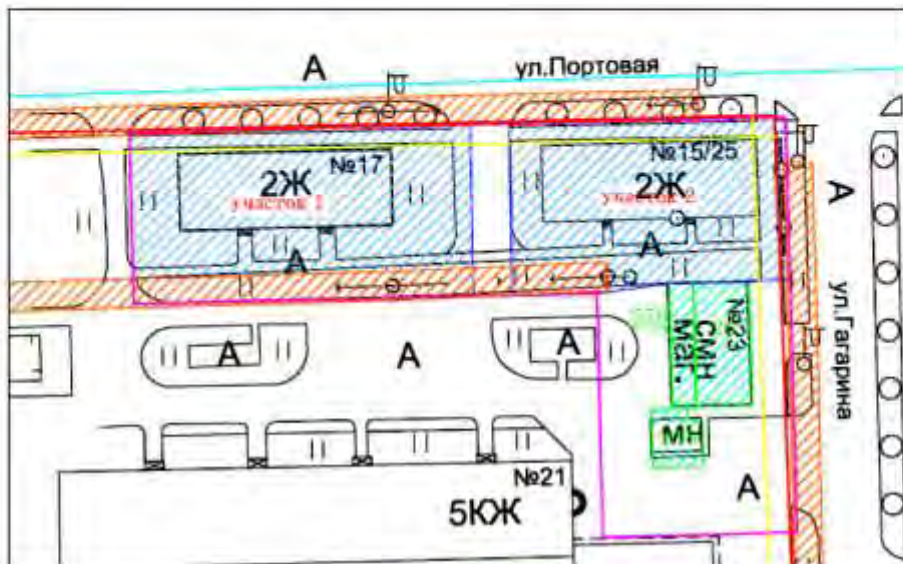 А
ул.Портовая
№17
2Ж
участок 1
А
№15/25
2Ж
участок 2
А
А
ул.Гагарина
№23
СМН
маг.
А
А
А
МН
А
№21
5КЖ